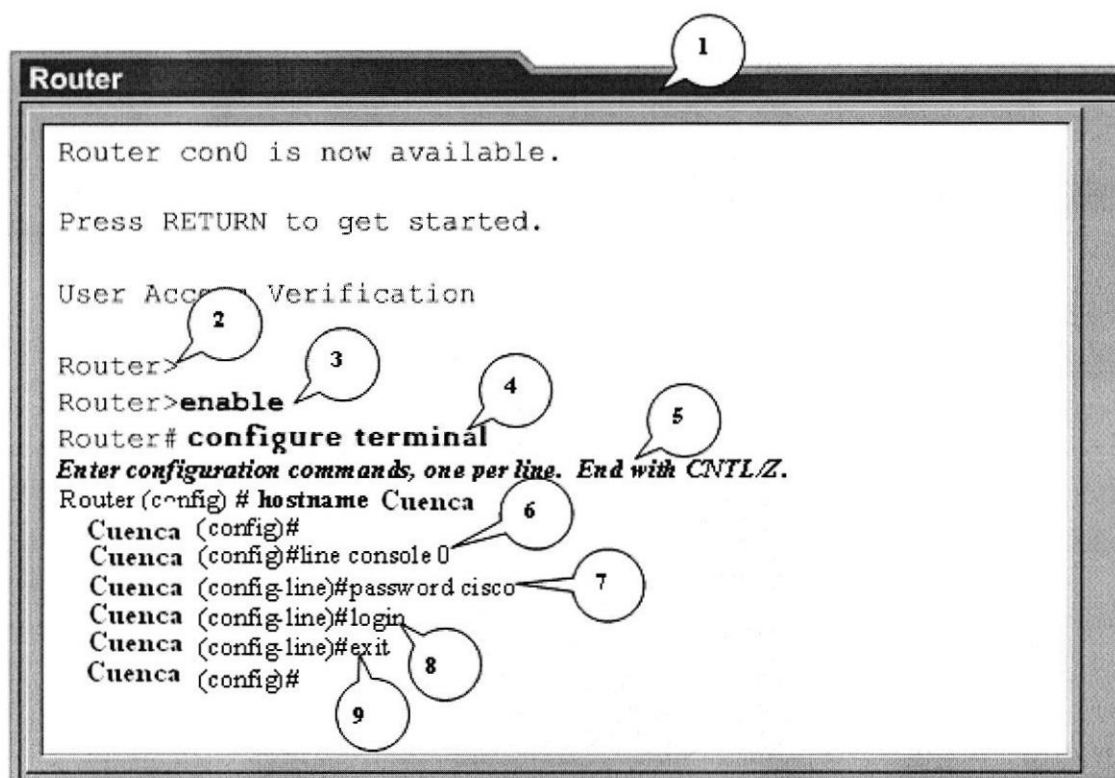 1
Router
Router con0 is now available.
Press RETURN to get started.
User Access Verification
2
Router>
3
Router>enable
4
Router# configure terminal
5
Enter configuration commands, one per line. End with CNTL/Z.
Router (config) # hostname Cuenca
6
Cuenca (config)#
Cuenca (config)#line console 0
Cuenca (config-line)#password cisco
7
Cuenca (config-line)#login
Cuenca (config-line)#exit
8
Cuenca (config)#
9